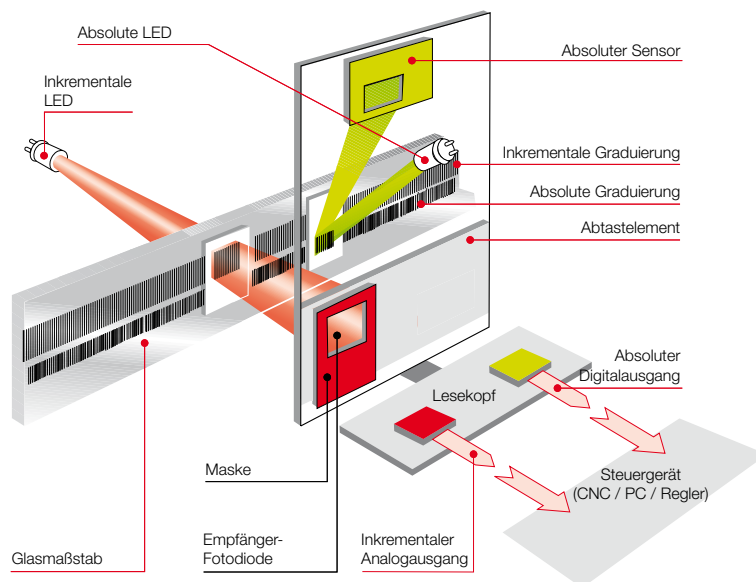 Absolute LED
Absoluter Sensor
Inkrementale
LED
Inkrementale Graduierung
Absolute Graduierung
Abtastelement
Absoluter
Digitalausgang
Lesekopf
Maske
Steuergerät
(CNC / PC / Regler)
Glasmaßstab
Empfänger-
Fotodiode
Inkrementaler
Analogausgang